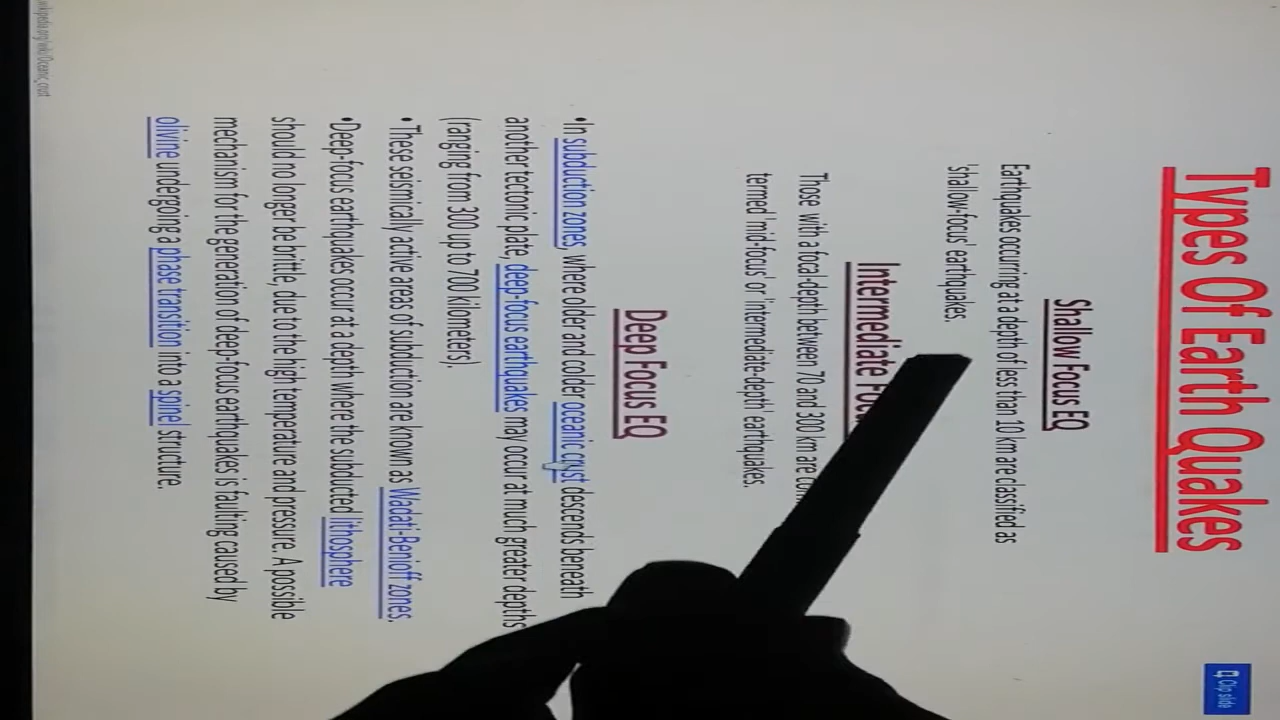 Types Of Earth Quakes
Clip slide
Shallow Focus EQ
Earthquakes occurring at a depth of less than 10 km are classified as
'shallow-focus' earthquakes.
Intermediate
Those with a focal-depth between 70 and 300 km are
termed 'mid-focus' or 'intermediate-depth' earthquakes.
Deep Focus EQ
•In subduction zones, where older and colder oceanic crust descends beneath
another tectonic plate, deep-focus earthquakes may occur at much greater depths
(ranging from 300 up to 700 kilometers).
•These seismically active areas of subduction are known as Wadati-Benioff zones.
•Deep-focus earthquakes occur at a depth where the subducted lithosphere
should no longer be brittle, due to the high temperature and pressure. A possible
mechanism for the generation of deep-focus earthquakes is faulting caused by
olivine undergoing a phase transition into a spinel structure.
wikipedia.org/wiki/Oceanic_crust